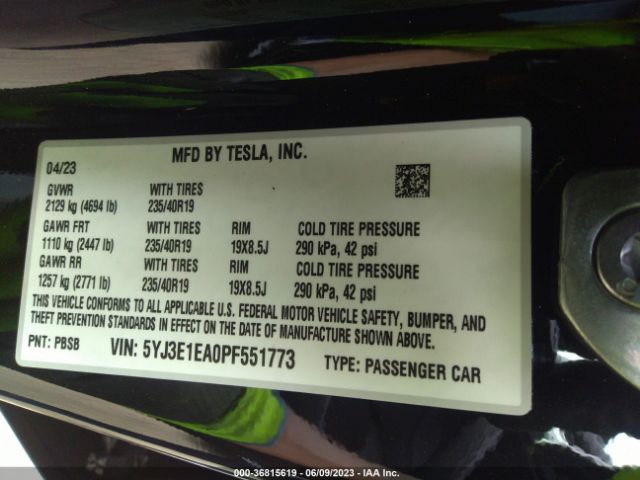 MFD BY TESLA, INC.
04/23
GVWR WITH TIRES
2129 kg (4694 lb) 235/40R19
GAWR FRT WITH TIRES RIM COLD TIRE PRESSURE
1110 kg (2447 lb) 235/40R19 19X8.5J 290 kPa, 42 psi
GAWR RR WITH TIRES RIM COLD TIRE PRESSURE
1257 kg (2771 lb) 235/40R19 19X8.5J 290 kPa, 42 psi
THIS VEHICLE CONFORMS TO ALL APPLICABLE U.S. FEDERAL MOTOR VEHICLE SAFETY, BUMPER, AND
THEFT PREVENTION STANDARDS IN EFFECT ON THE DATE OF MANUFACTURE SHOWN ABOVE.
PNT: PBSB VIN: 5YJ3E1EA0PF551773 TYPE: PASSENGER CAR
000-36815619 | 06/09/2023 - IAA Inc.